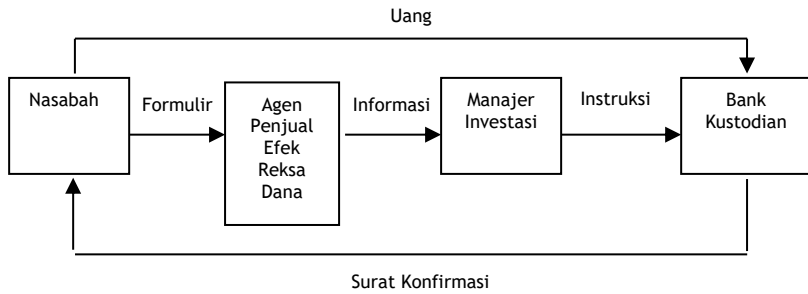 Uang
Nasabah
Formulir
Agen
Penjual
Efek
Reksa
Dana
Informasi
Manajer
Investasi
Instruksi
Bank
Kustodian
Surat Konfirmasi